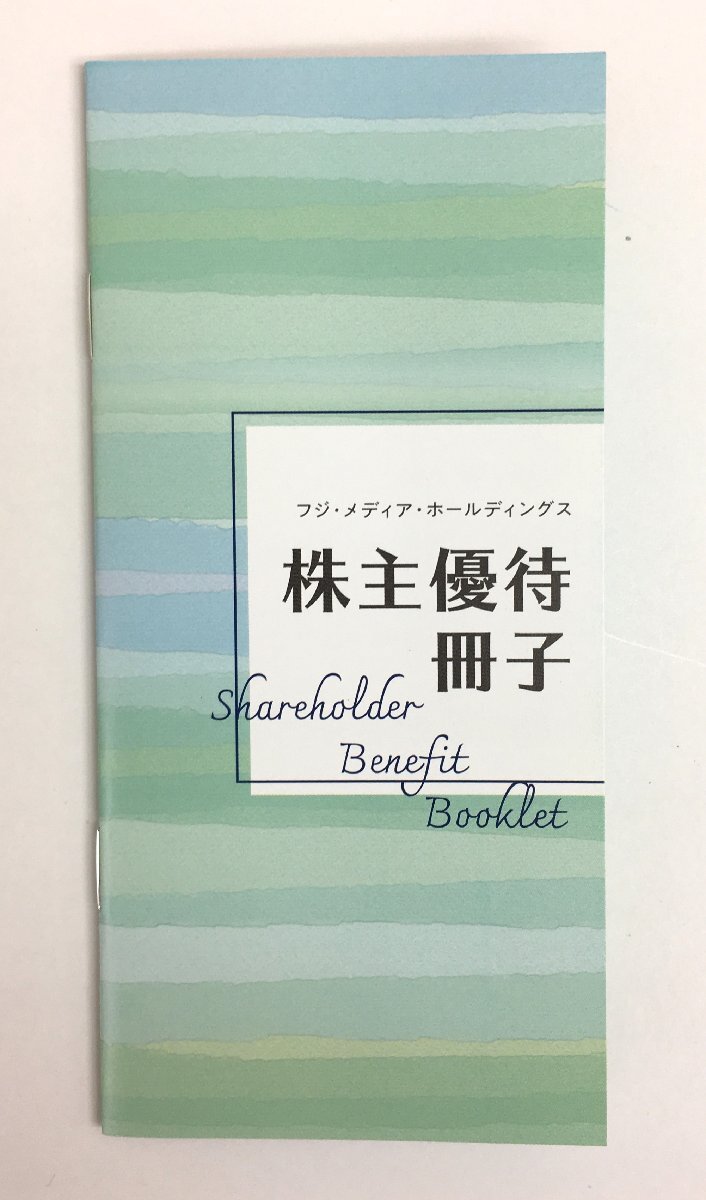 フジ・メディア・ホールディングス
株主優待
冊子
Shareholder
Benefit
Booklet